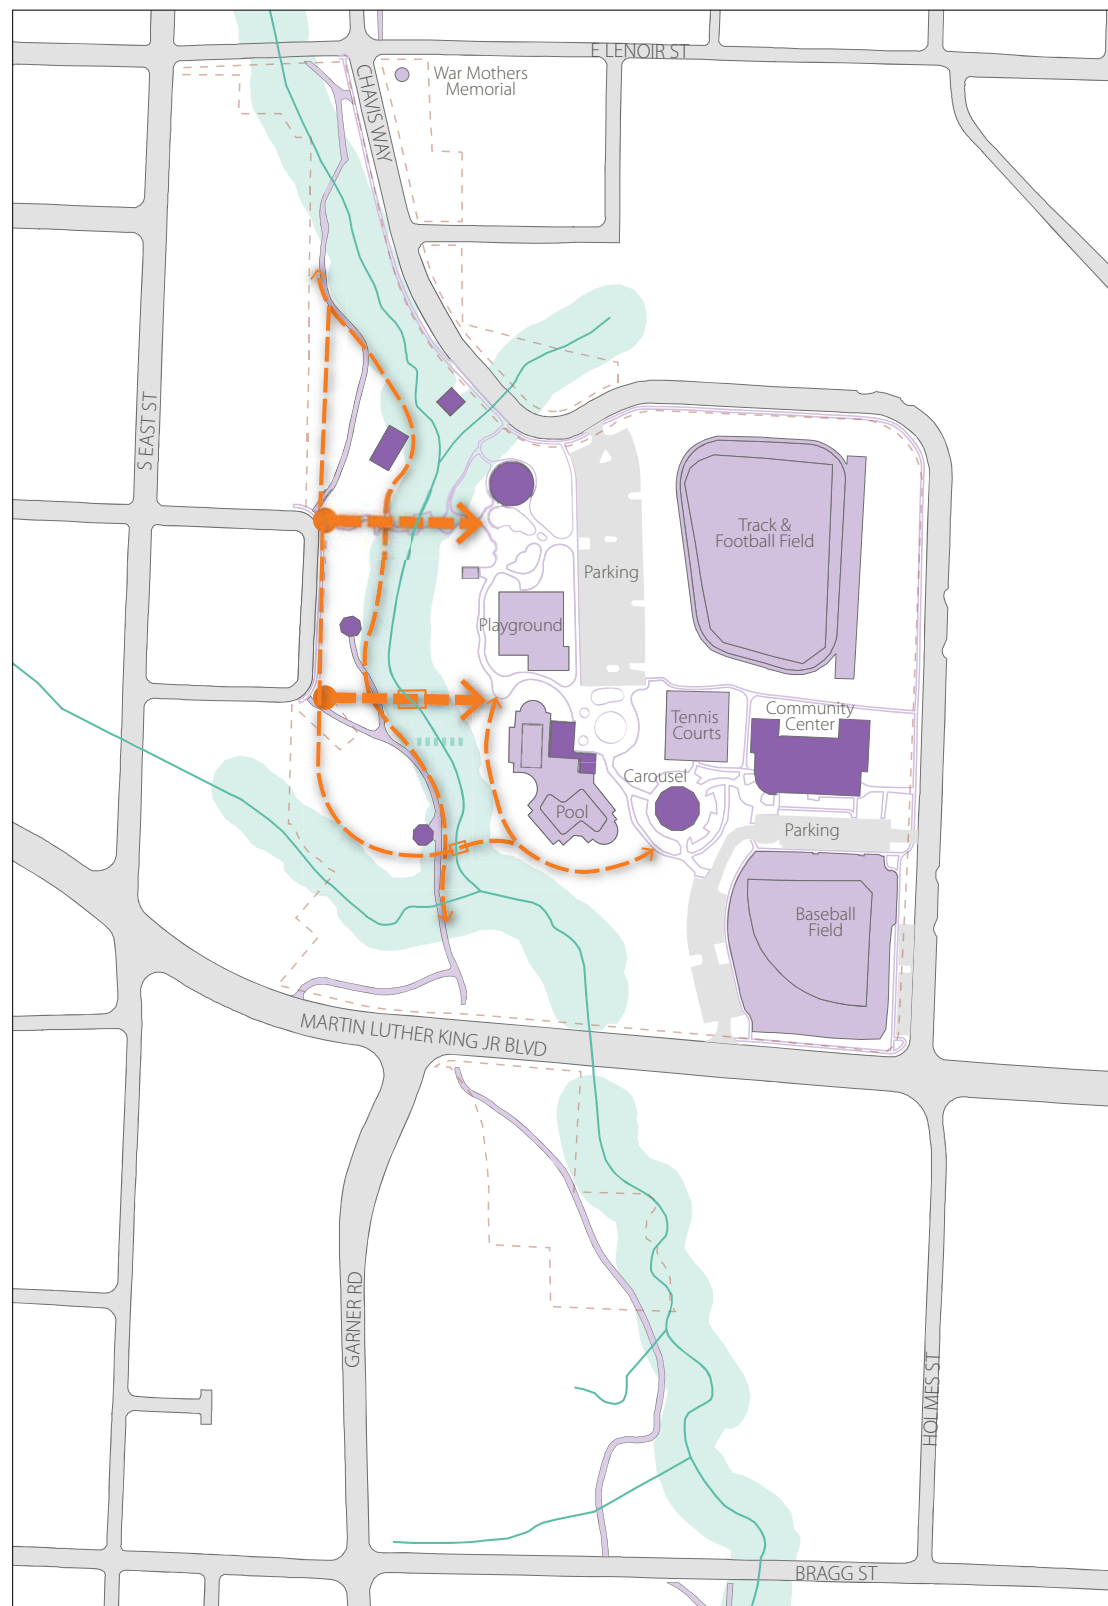 E LENOIR ST
War Mothers
Memorial
CHAVIS WAY
S EAST ST
Track &
Football Field
Parking
Playground
Community
Center
Tennis
Courts
Carousel
Pool
Parking
Baseball
Field
MARTIN LUTHER KING JR BLVD
GARNER RD
HOLMES ST
BRAGG ST